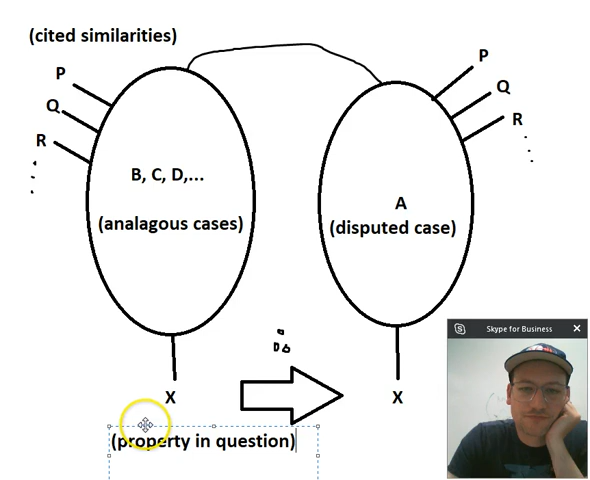 (cited similarities)
P
Q
R
P
Q
R
B, C, D,...
(analagous cases)
A
(disputed case)
X
X
(property in question)
Skype for Business